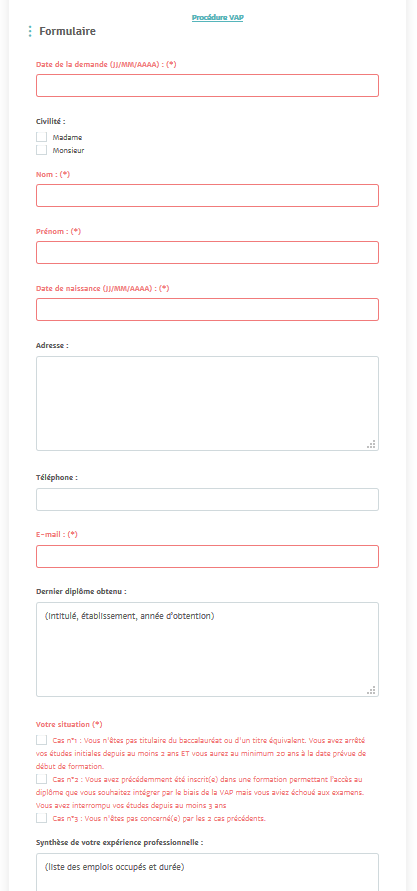 Procédure VAP
Formulaire
Date de la demande (JJ/MM/AAAA) : (*)
Civilité :
Madame
Monsieur
Nom : (*)
Prénom : (*)
Date de naissance (JJ/MM/AAAA) : (*)
Adresse :
Téléphone :
E-mail : (*)
Dernier diplôme obtenu :
(Intitulé, établissement, année d'obtention)
Votre situation (*)
Cas n°1 : Vous n'êtes pas titulaire du baccalauréat ou d'un titre équivalent. Vous avez arrêté
vos études initiales depuis au moins 2 ans ET vous aurez au minimum 20 ans à la date prévue de
début de formation.
Cas n°2 : Vous avez précédemment été inscrit(e) dans une formation permettant l'accès au
diplôme que vous souhaitez intégrer par le biais de la VAP mais vous aviez échoué aux examens.
Vous avez interrompu vos études depuis au moins 3 ans
Cas n°3 : Vous n'êtes pas concerné(e) par les 2 cas précédents.
Synthèse de votre expérience professionnelle :
(liste des emplois occupés et durée)